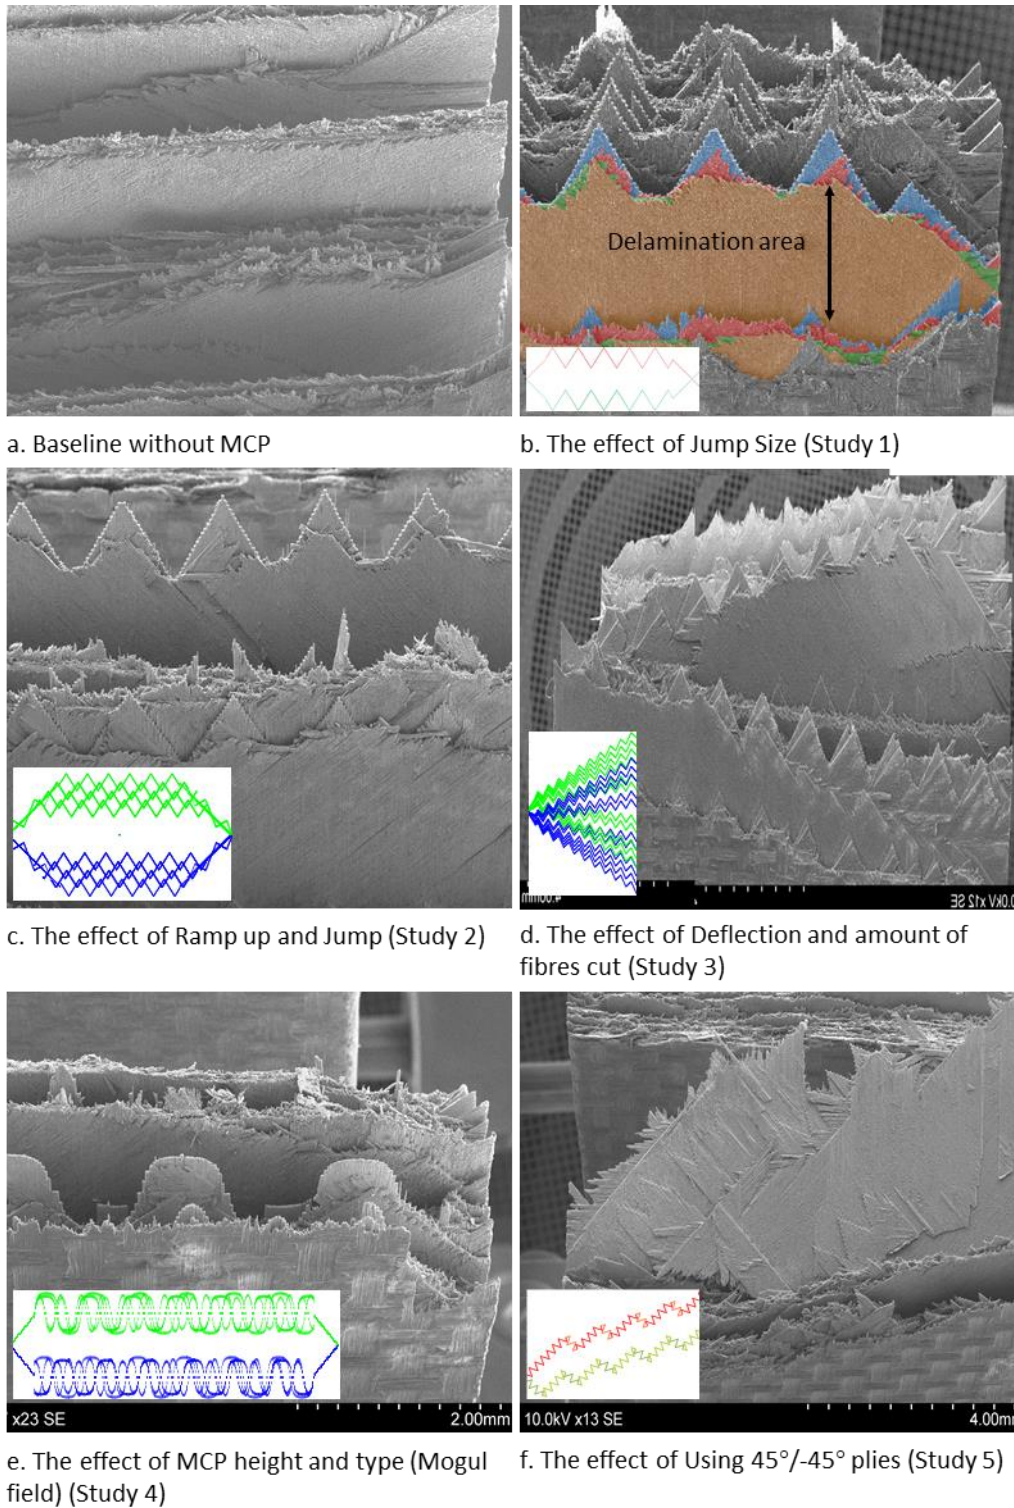 Delamination area
a. Baseline without MCP
b. The effect of Jump Size (Study 1)
c. The effect of Ramp up and Jump (Study 2)
d. The effect of Deflection and amount of
fibres cut (Study 3)
x23 SE
2.00mm
10.0kV x13 SE
4.00mm
e. The effect of MCP height and type (Mogul
field) (Study 4)
f. The effect of Using 45°/-45° plies (Study 5)